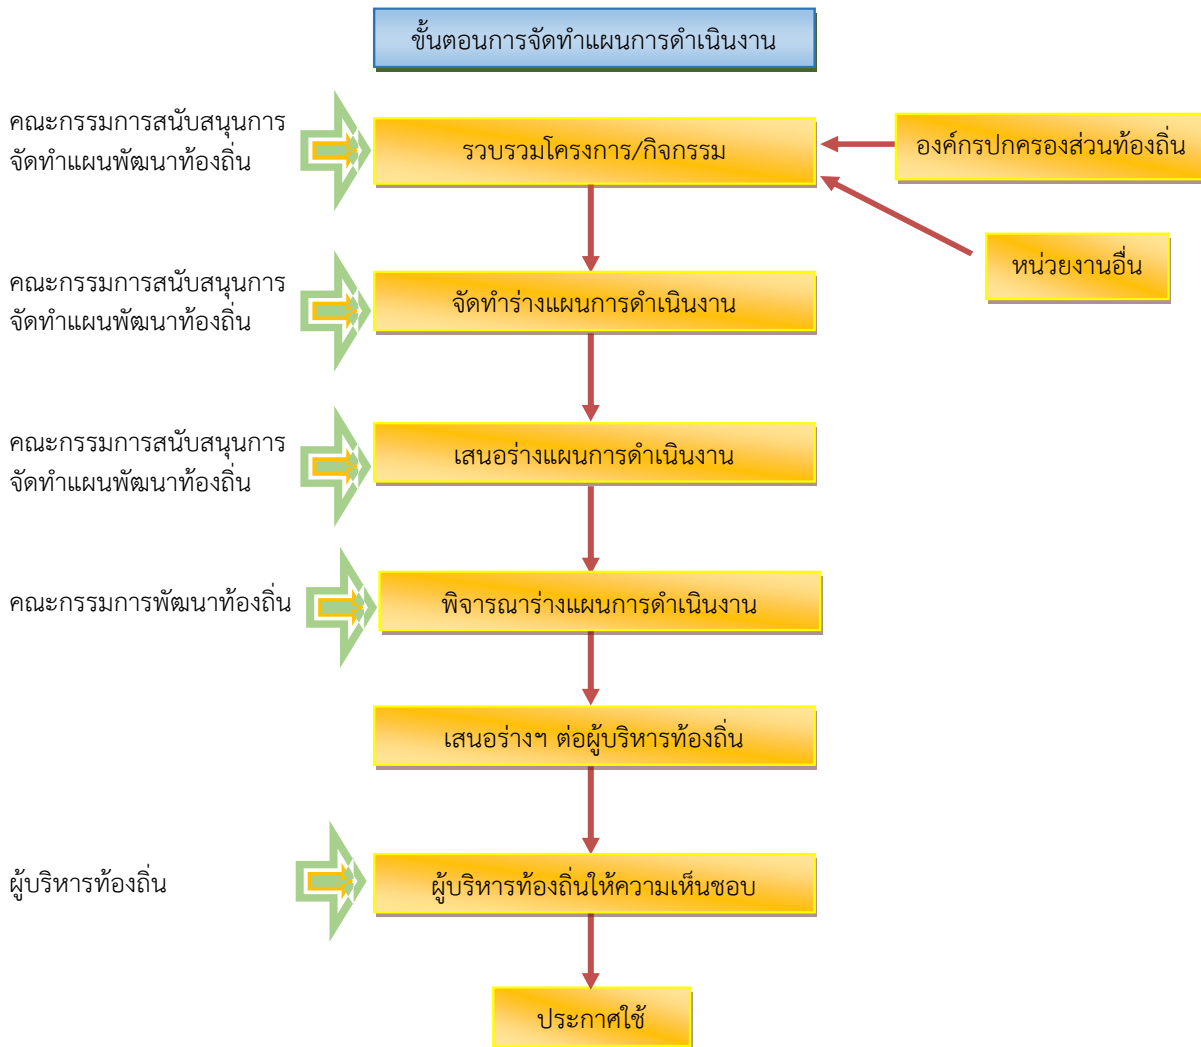 ขั้นตอนการจัดทำแผนการดำเนินงาน
คณะกรรมการสนับสนุนการ
จัดทำแผนพัฒนาท้องถิ่น
รวบรวมโครงการ/กิจกรรม
องค์กรปกครองส่วนท้องถิ่น
หน่วยงานอื่น
คณะกรรมการสนับสนุนการ
จัดทำแผนพัฒนาท้องถิ่น
จัดทำร่างแผนการดำเนินงาน
คณะกรรมการสนับสนุนการ
จัดทำแผนพัฒนาท้องถิ่น
เสนอร่างแผนการดำเนินงาน
คณะกรรมการพัฒนาท้องถิ่น
พิจารณาร่างแผนการดำเนินงาน
เสนอร่างฯ ต่อผู้บริหารท้องถิ่น
ผู้บริหารท้องถิ่น
ผู้บริหารท้องถิ่นให้ความเห็นชอบ
ประกาศใช้